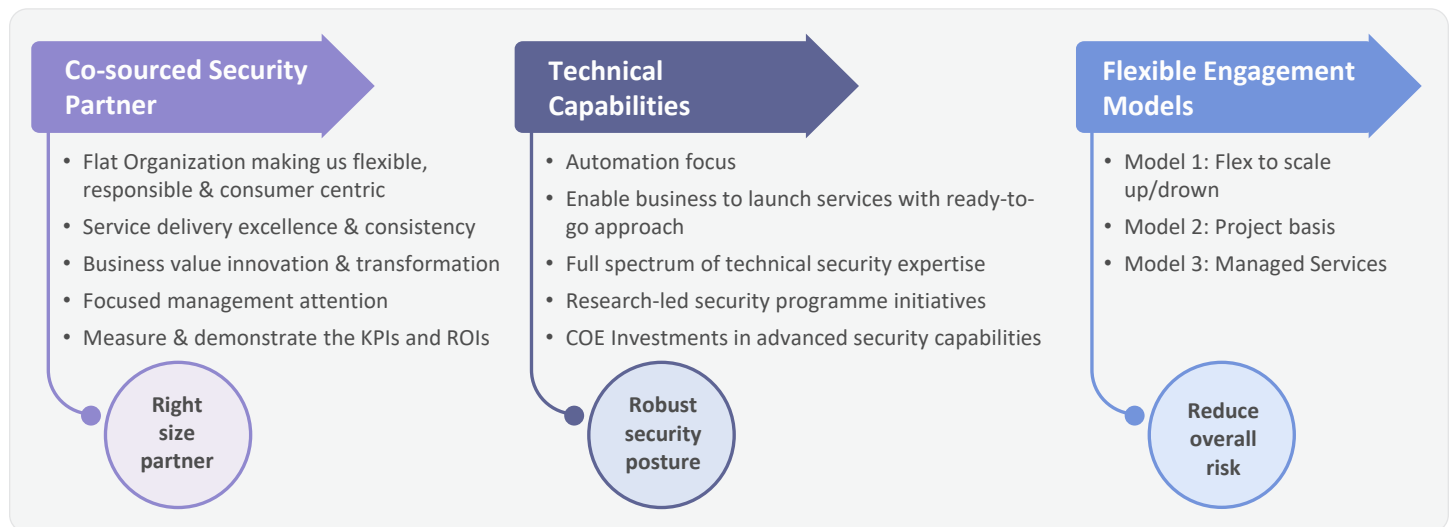 Co-sourced Security
Partner
• Flat Organization making us flexible,
responsible & consumer centric
• Service delivery excellence & consistency
• Business value innovation & transformation
• Focused management attention
• Measure & demonstrate the KPIs and ROIs
Right
size
partner
Technical
Capabilities
• Automation focus
• Enable business to launch services with ready-to-
go approach
• Full spectrum of technical security expertise
• Research-led security programme initiatives
• COE Investments in advanced security capabilities
Robust
security
posture
Flexible Engagement
Models
• Model 1: Flex to scale
up/drown
• Model 2: Project basis
• Model 3: Managed Services
Reduce
overall
risk